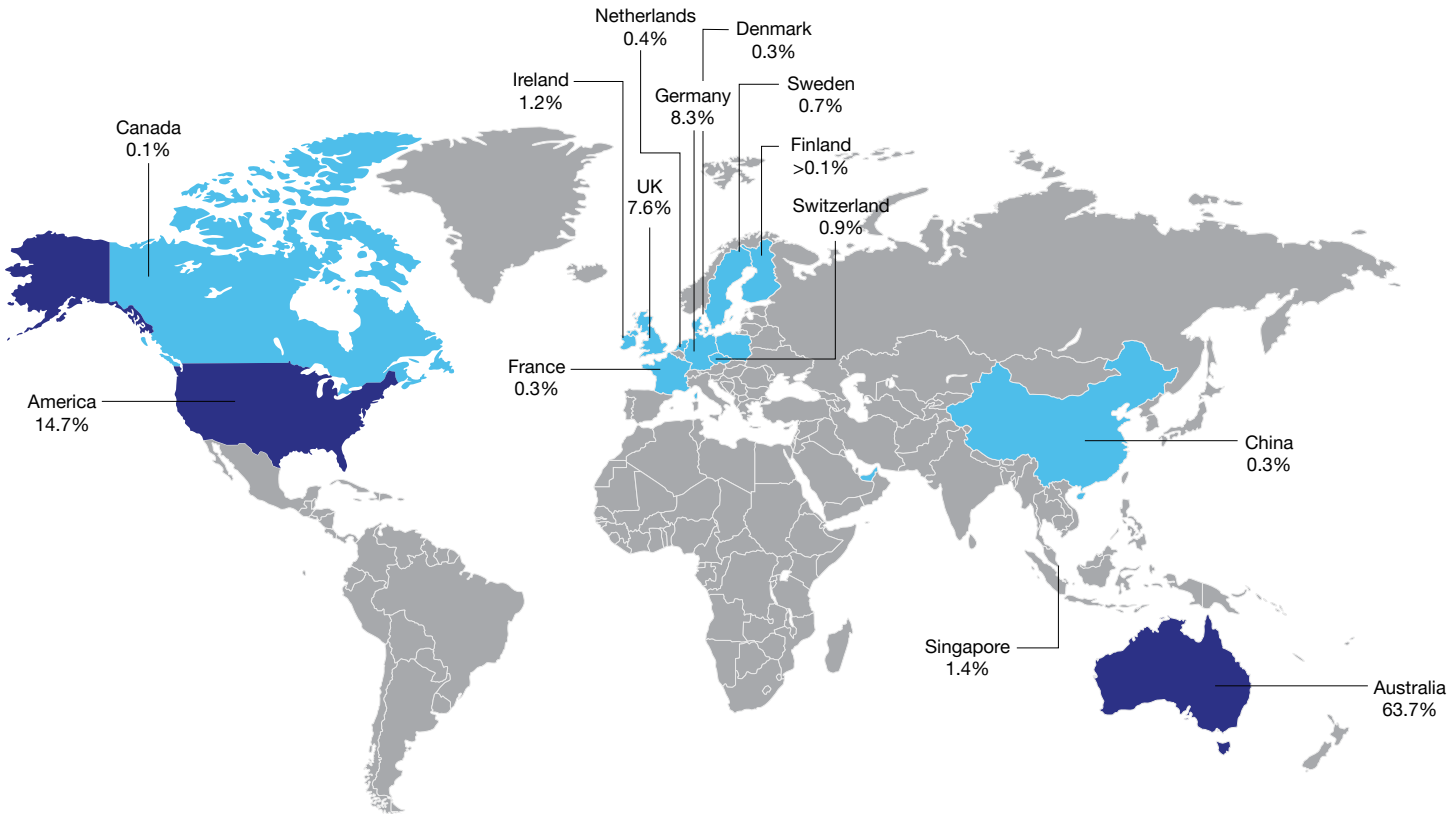 Netherlands
0.4%
Denmark
0.3%
Ireland
1.2%
Germany
8.3%
Sweden
0.7%
Canada
0.1%
Finland
>0.1%
UK
7.6%
Switzerland
0.9%
France
0.3%
America
14.7%
China
0.3%
Singapore
1.4%
Australia
63.7%